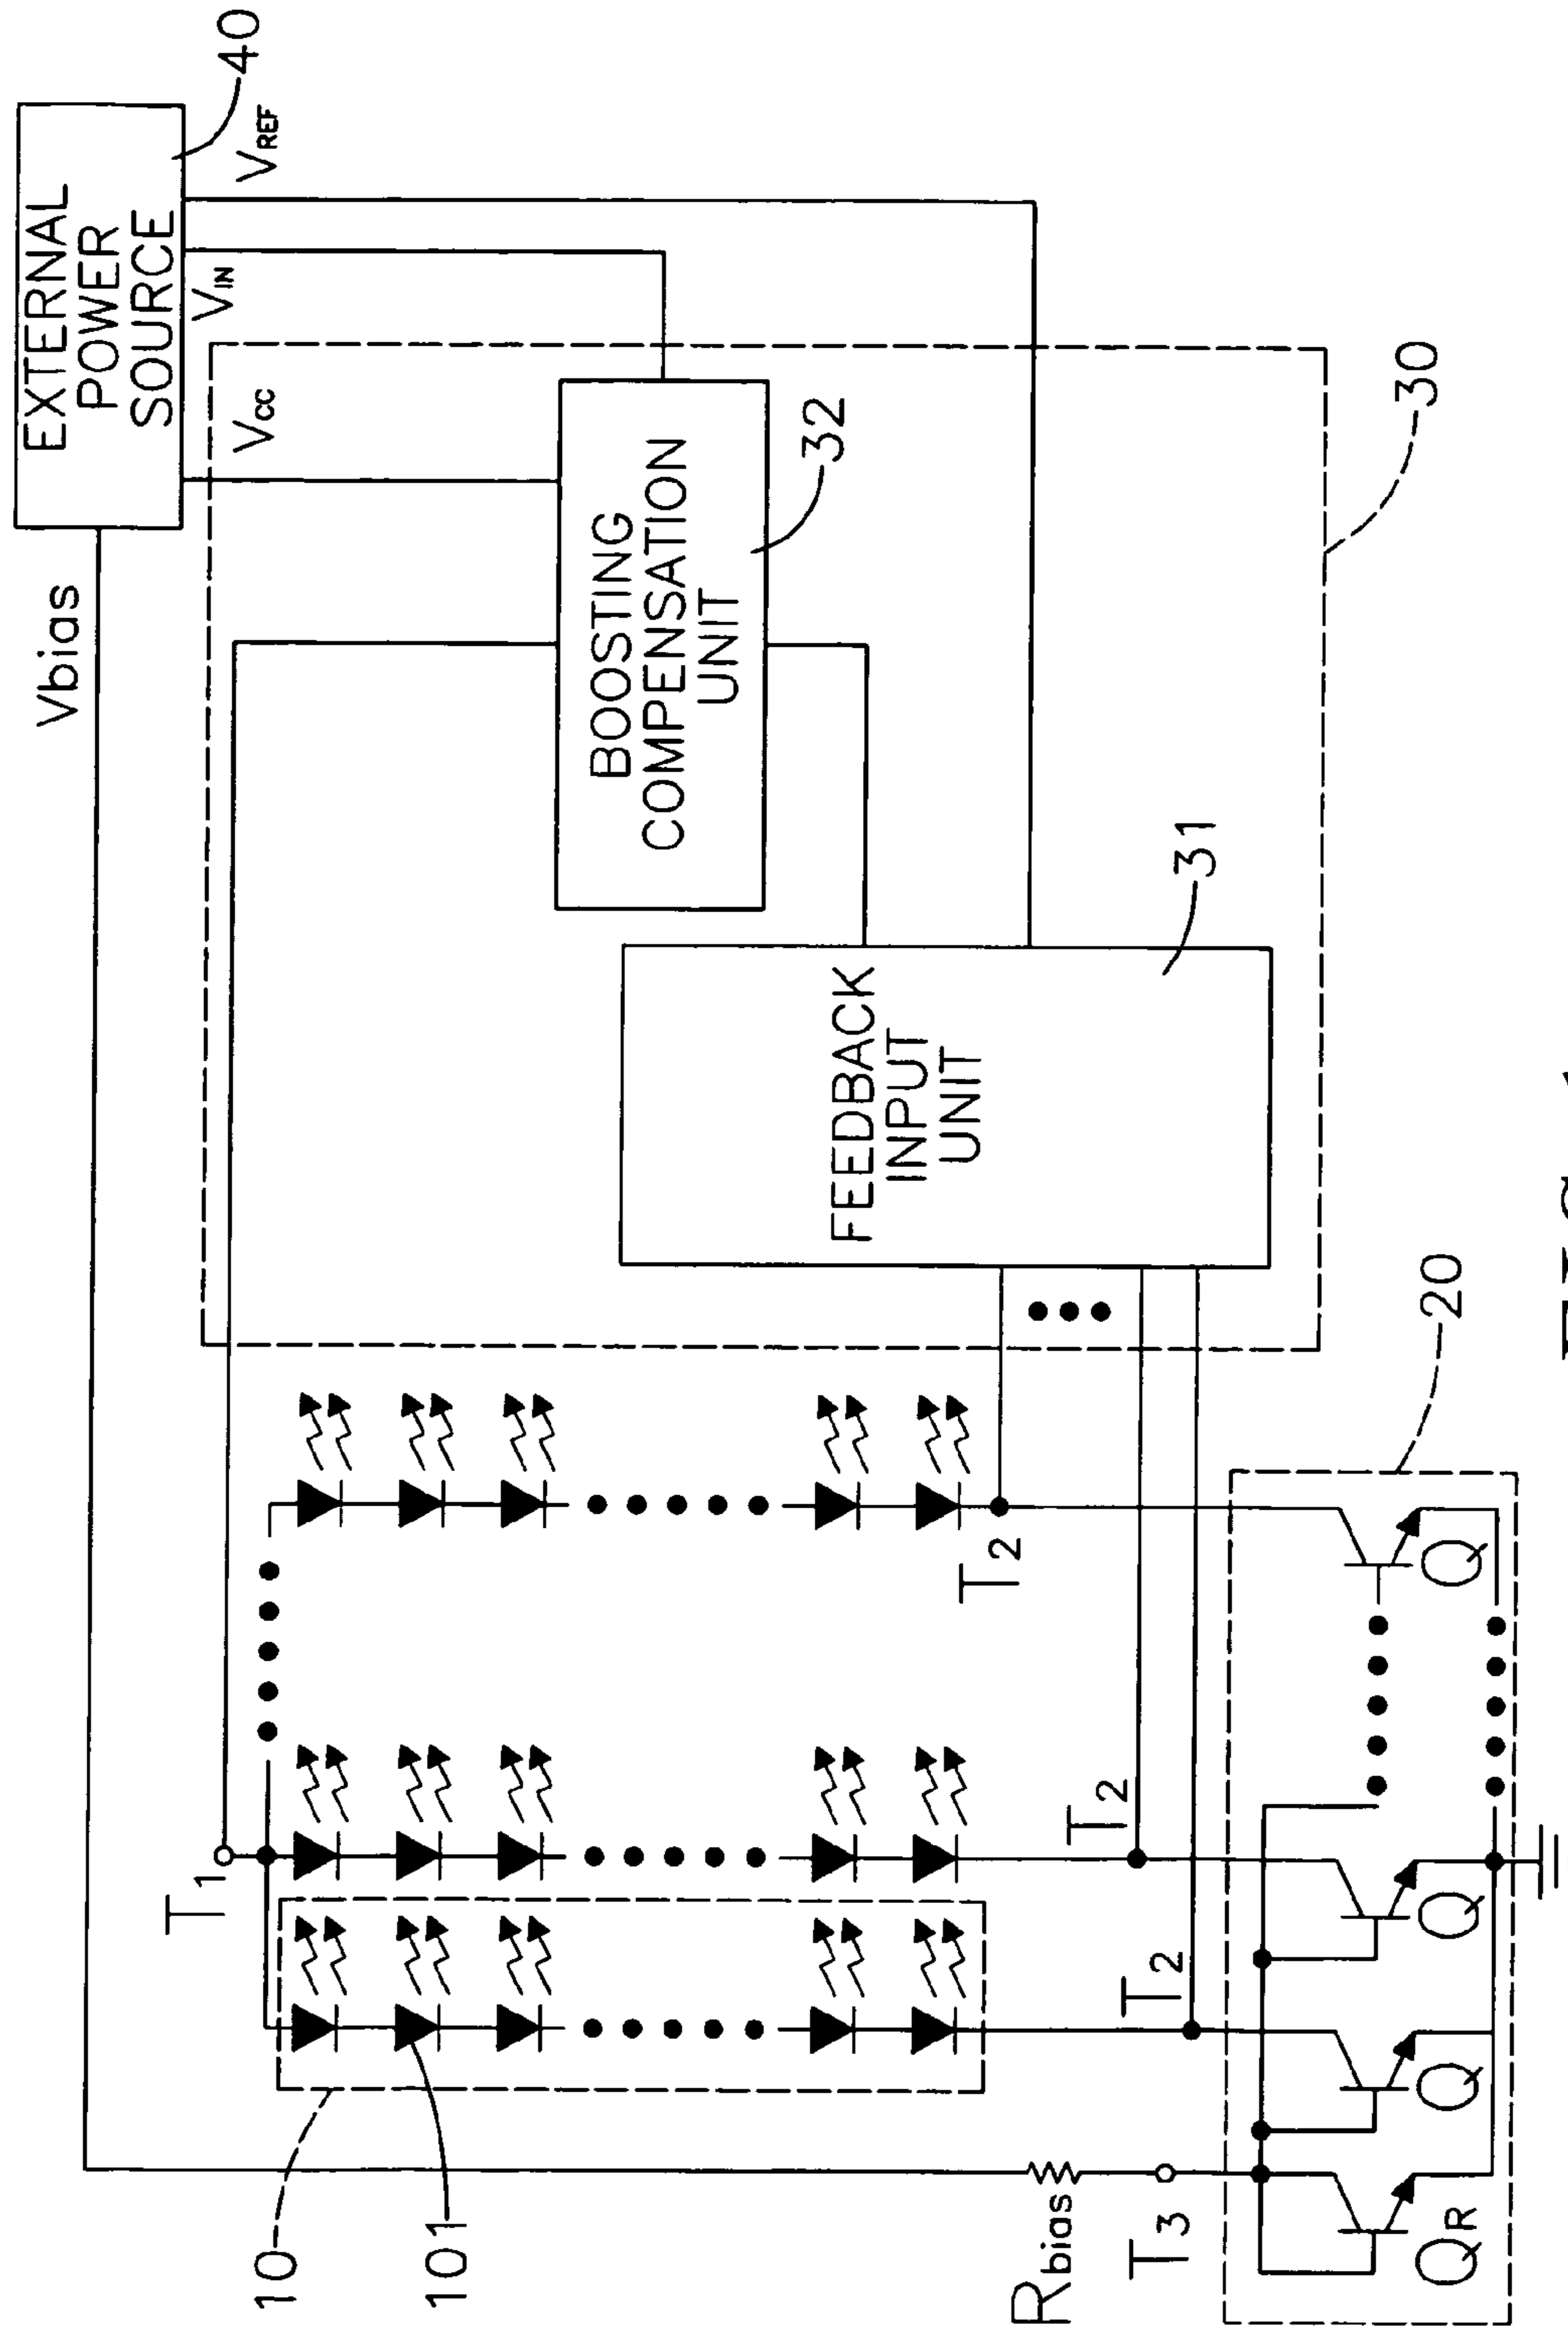 EXTERNAL
POWER
SOURCE
40
Vbias
VCC
VIN
VREF
BOOSTING
COMPENSATION
UNIT
32
30
FEEDBACK
INPUT
UNIT
31
T1
10
101
T2
T2
T2
Rbias
T3
20
QR
Q
Q
Q